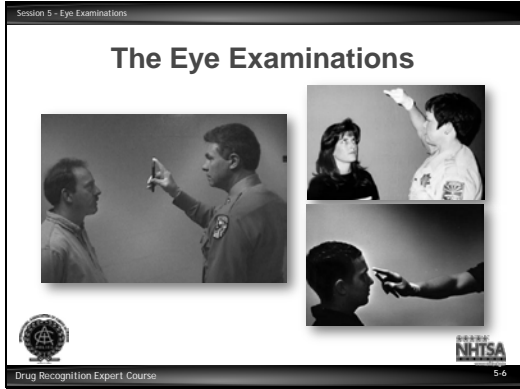 Session 5 - Eye Examinations
The Eye Examinations
NHTSA
Drug Recognition Expert Course
5-6